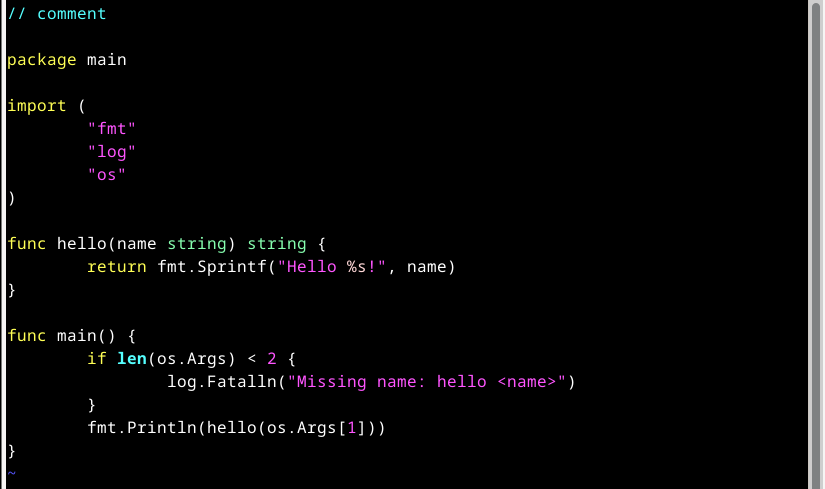 // comment

package main

import (
        "fmt"
        "log"
        "os"
)

func hello(name string) string {
        return fmt.Sprintf("Hello %s!", name)
}

func main() {
        if len(os.Args) < 2 {
                log.Fatalln("Missing name: hello <name>")
        }
        fmt.Println(hello(os.Args[1]))
}
~